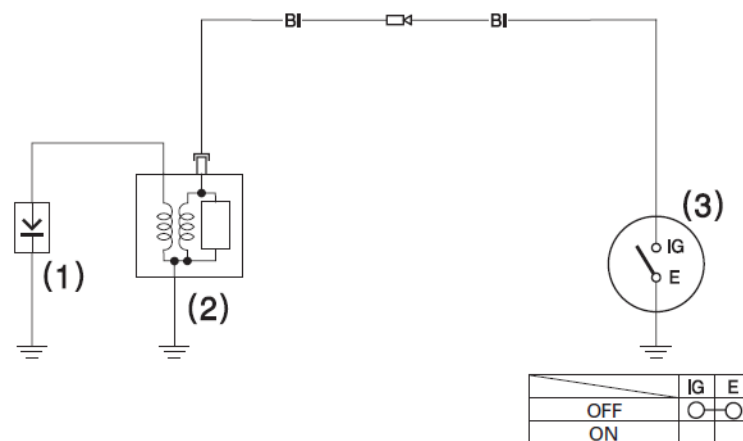 BI BI
(3)
IG
E
(1)
(2)
IG E
OFF
ON